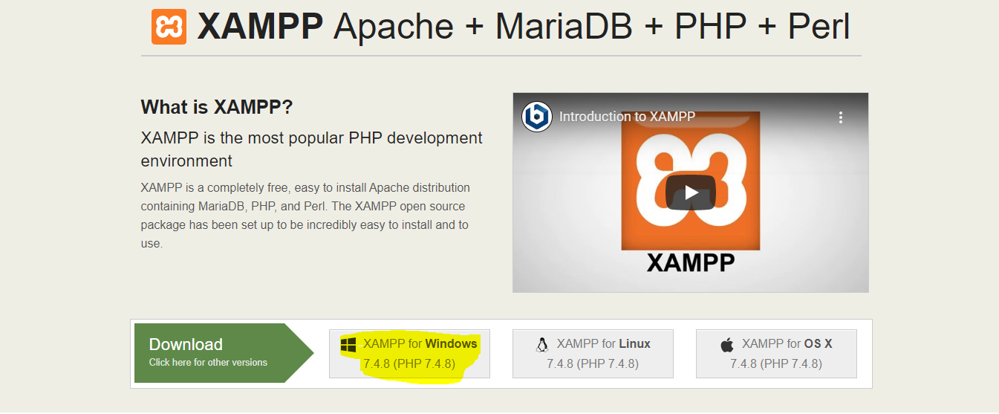 XAMPP Apache + MariaDB + PHP + Perl
What is XAMPP?
XAMPP is the most popular PHP development
environment
XAMPP is a completely free, easy to install Apache distribution
containing MariaDB, PHP, and Perl. The XAMPP open source
package has been set up to be incredibly easy to install and to
use.
Introduction to XAMPP
XAMPP
Download
Click here for other versions
XAMPP for Windows
7.4.8 (PHP 7.4.8)
XAMPP for Linux
7.4.8 (PHP 7.4.8)
XAMPP for OS X
7.4.8 (PHP 7.4.8)